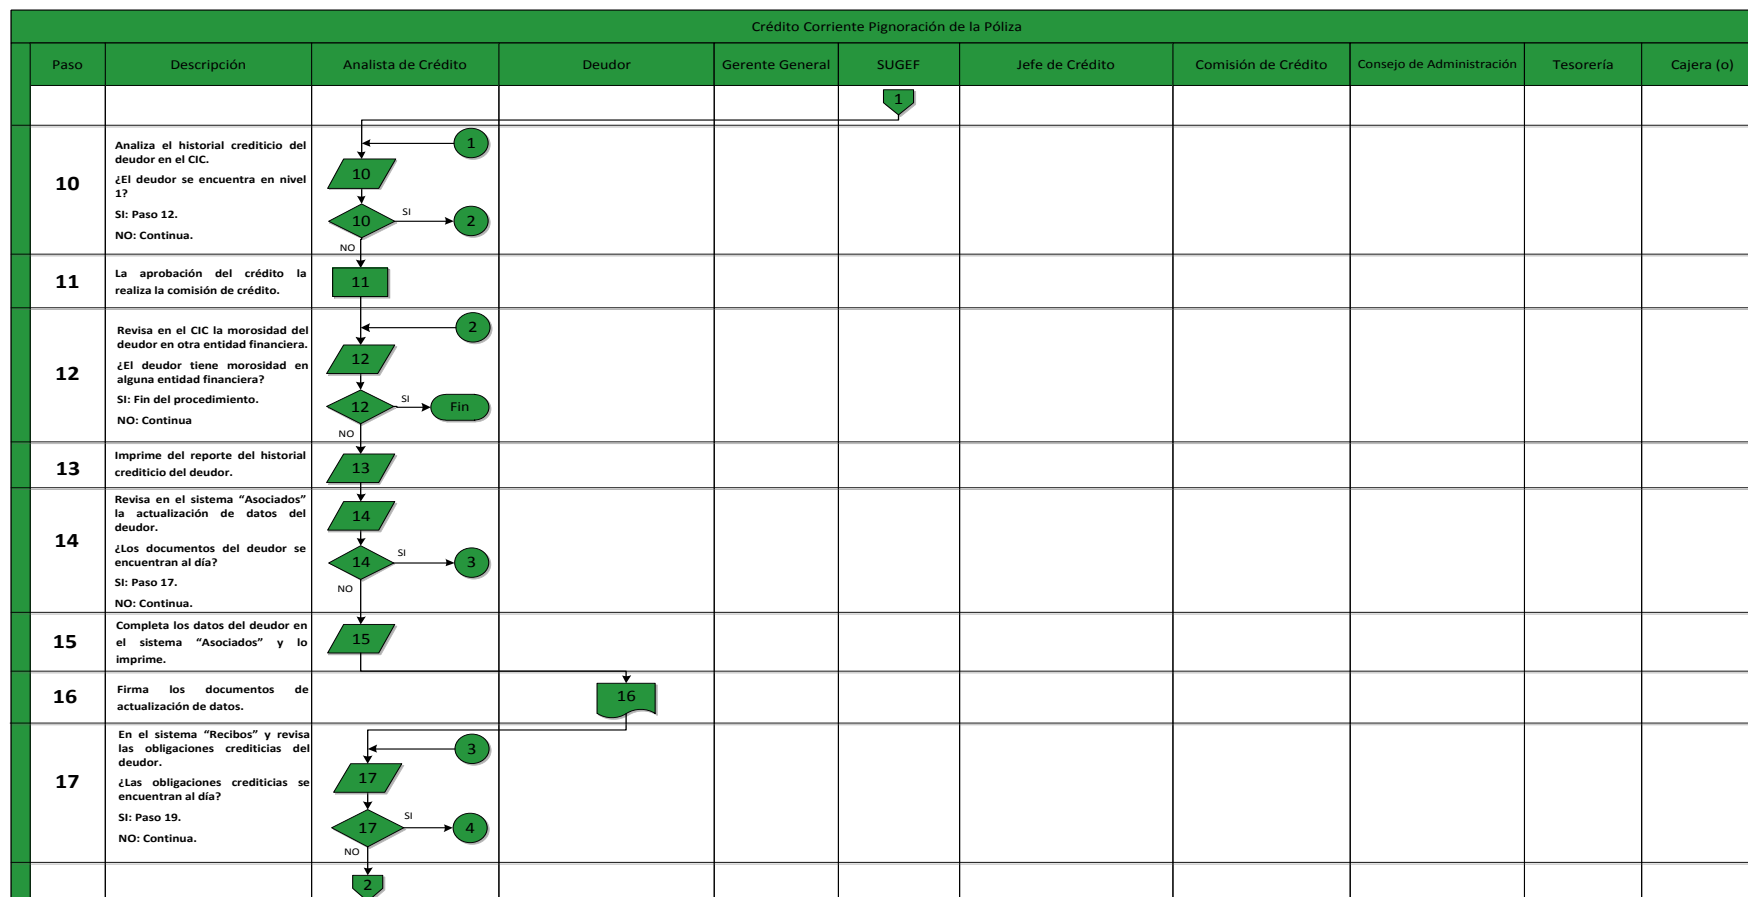 Crédito Corriente Pignoración de la Póliza
Paso Descripción Analista de Crédito Deudor Gerente General SUGEF Jefe de Crédito Comisión de Crédito Consejo de Administración Tesorería Cajera (o)
1
10
Analiza el historial crediticio del
deudor en el CIC.
¿El deudor se encuentra en nivel
1?
SI: Paso 12.
NO: Continua.
1
10
10
SI
2
NO
11
La aprobación del crédito la
realiza la comisión de crédito.
11
12
Revisa en el CIC la morosidad del
deudor en otra entidad financiera.
¿El deudor tiene morosidad en
alguna entidad financiera?
SI: Fin del procedimiento.
NO: Continua
2
12
12
SI
Fin
NO
13
Imprime del reporte del historial
crediticio del deudor.
13
14
Revisa en el sistema “Asociados”
la actualización de datos del
deudor.
¿Los documentos del deudor se
encuentran al día?
SI: Paso 17.
NO: Continua.
14
14
SI
3
NO
15
Completa los datos del deudor en
el sistema “Asociados” y lo
imprime.
15
16
Firma los documentos de
actualización de datos.
16
17
En el sistema “Recibos” y revisa
las obligaciones crediticias del
deudor.
¿Las obligaciones crediticias se
encuentran al día?
SI: Paso 19.
NO: Continua.
3
17
17
SI
4
NO
2